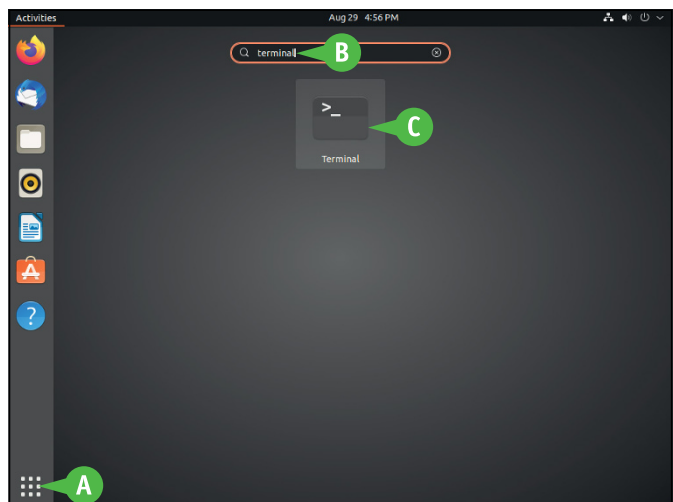 Activities
Aug 29 4:56 PM
terminal
B
>_
C
Terminal
?
A